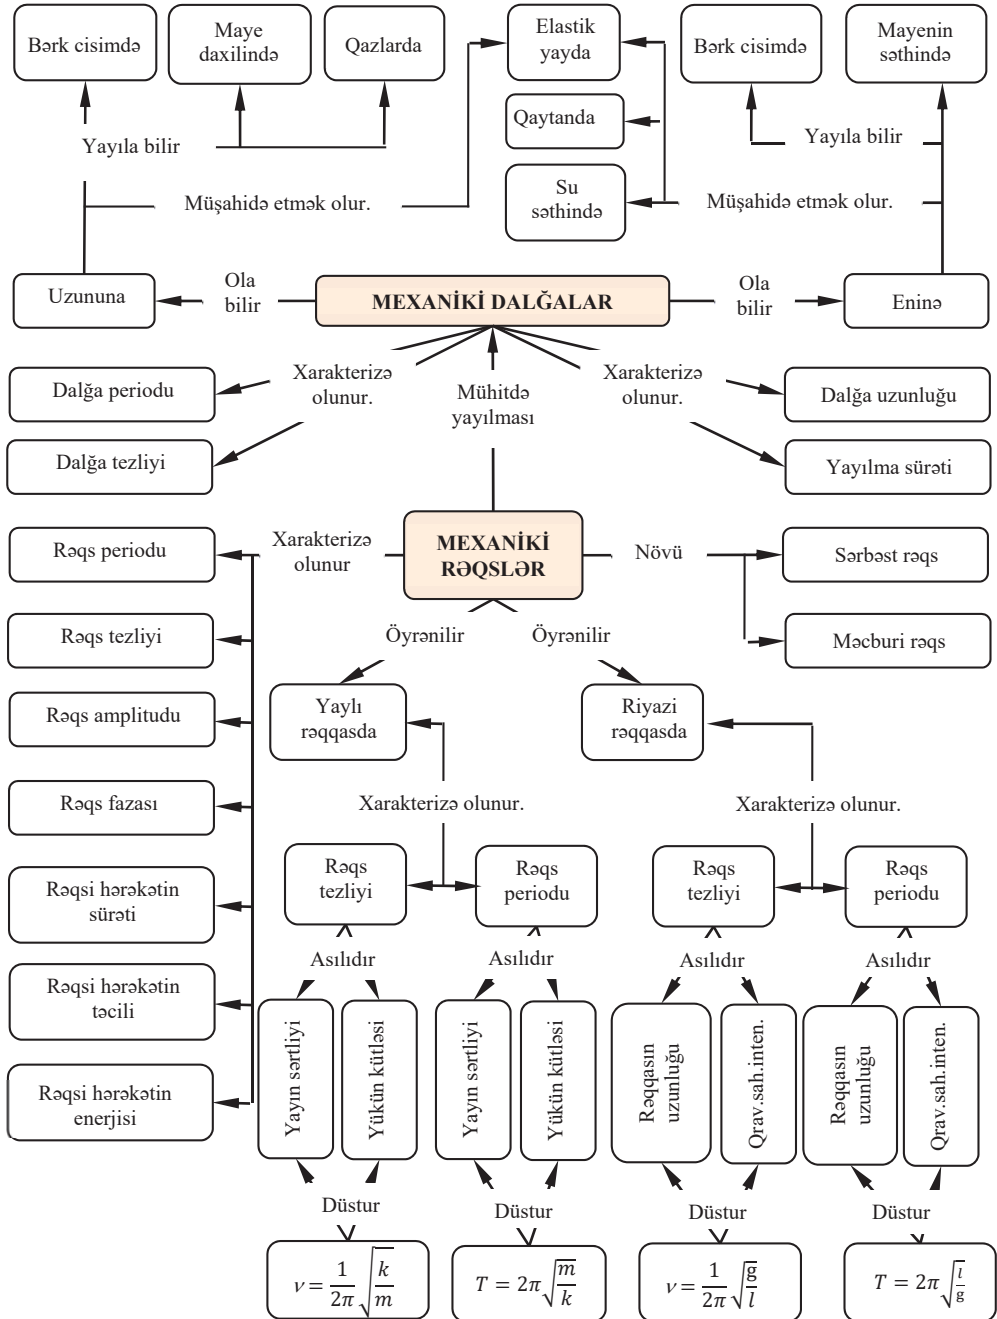 Bərk cisimdə
Maye
daxilində
Qazlarda
Elastik
yayda
Bərk cisimdə
Mayenin
səthində
Qaytanda
Yayıla bilir
Yayıla bilir
Su
səthində
Müşahidə etmək olur.
Müşahidə etmək olur.
Uzununa
Ola
bilir
MEXANİKİ DALĞALAR
Ola
bilir
Eninə
Dalğa periodu
Xarakterizə
olunur.
Mühitdə
yayılması
Xarakterizə
olunur.
Dalğa uzunluğu
Dalğa tezliyi
Yayılma sürəti
Rəqs periodu
Xarakterizə
olunur
MEXANİKİ
RƏQSLƏR
Növü
Sərbəst rəqs
Rəqs tezliyi
Öyrənilir
Öyrənilir
Məcburi rəqs
Rəqs amplitudu
Yaylı
rəqqasda
Riyazi
rəqqasda
Rəqs fazası
Xarakterizə olunur.
Xarakterizə olunur.
Rəqsi hərəkətin
sürəti
Rəqs
tezliyi
Rəqs
periodu
Rəqs
tezliyi
Rəqs
periodu
Asılıdır
Asılıdır
Asılıdır
Asılıdır
Rəqsi hərəkətin
təcili
Rəqsi hərəkətin
enerjisi
Yayın sərtliyi
Yükün kütləsi
Yayın sərtliyi
Yükün kütləsi
Rəqqasın
uzunluğu
Qrav.sah.inten.
Rəqqasın
uzunluğu
Qrav.sah.inten.
Düstur
Düstur
Düstur
Düstur
ν = 1/2π √(k/m)
T = 2π √(m/k)
ν = 1/2π √(g/l)
T = 2π √(l/g)